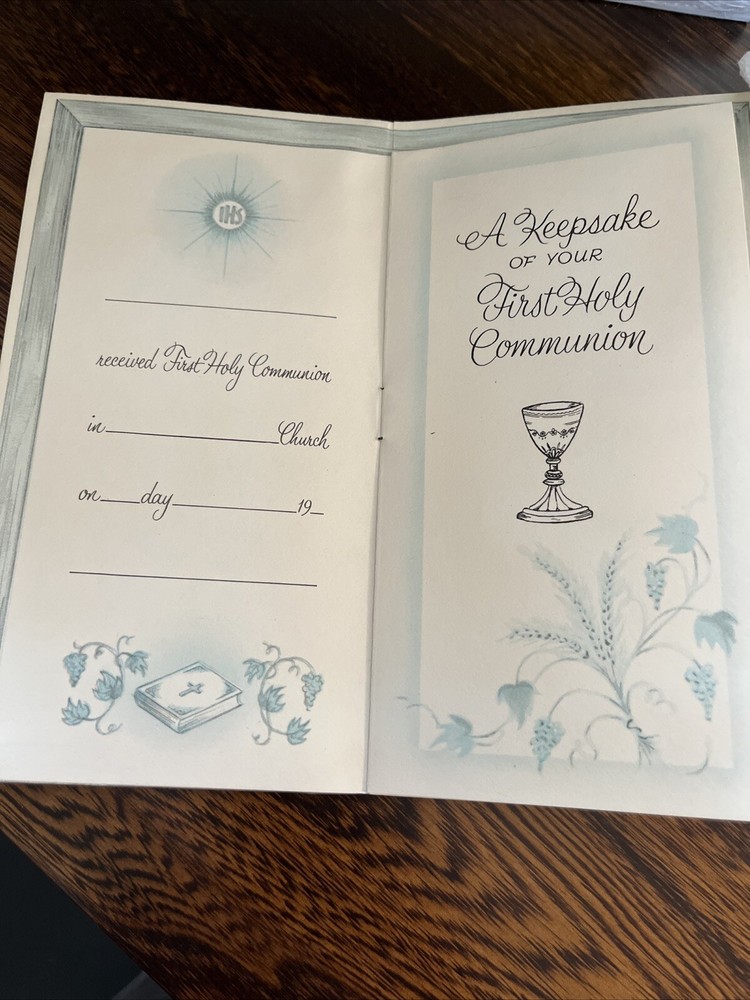 IHS
received First Holy Communion
in Church
on day 19
A Keepsake
OF YOUR
First Holy
Communion